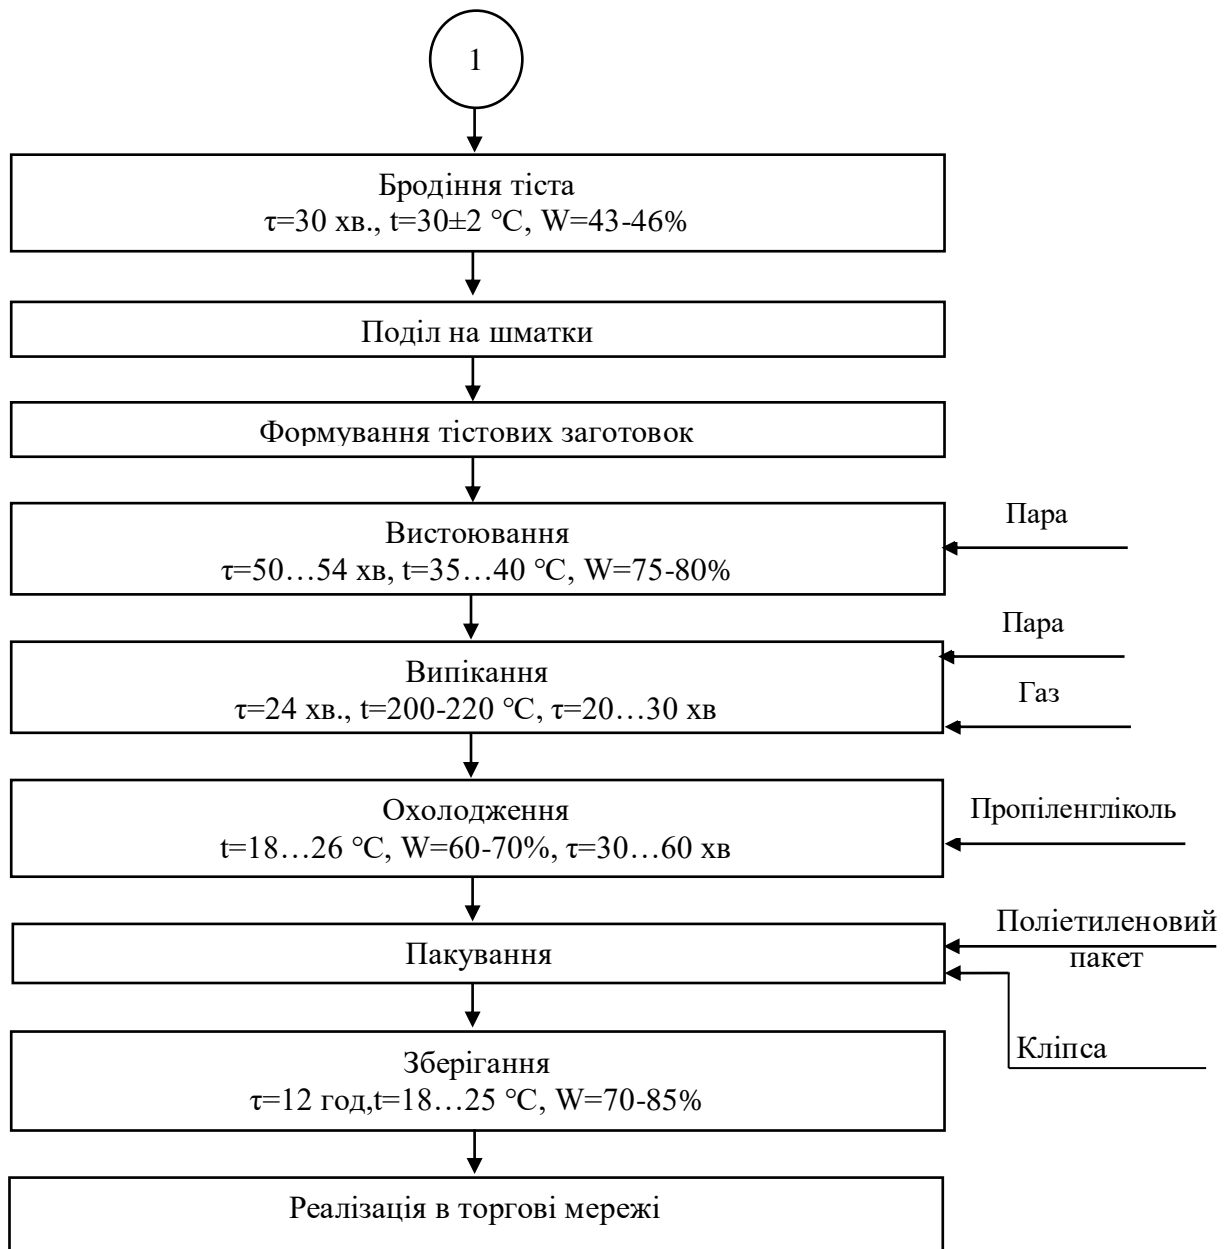 1
Бродіння тіста
τ=30 хв., t=30±2 °C, W=43-46%
Поділ на шматки
Формування тістових заготовок
Вистоювання
τ=50…54 хв, t=35…40 °C, W=75-80%
Пара
Випікання
τ=24 хв., t=200-220 °C, τ=20…30 хв
Пара
Газ
Охолодження
t=18…26 °C, W=60-70%, τ=30…60 хв
Пропіленгліколь
Пакування
Поліетиленовий
пакет
Кліпса
Зберігання
τ=12 год,t=18…25 °C, W=70-85%
Реалізація в торгові мережі